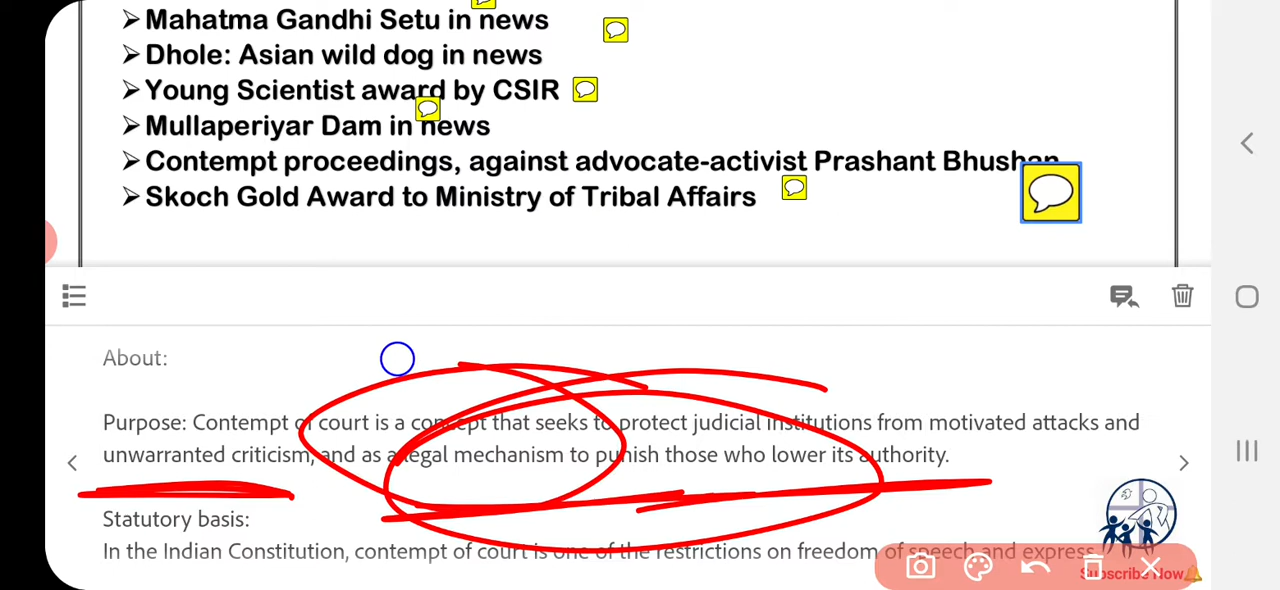 ➢ Mahatma Gandhi Setu in news
➢ Dhole: Asian wild dog in news
➢ Young Scientist award by CSIR
➢ Mullaperiyar Dam in news
➢ Contempt proceedings, against advocate-activist Prashant Bhushan
➢ Skoch Gold Award to Ministry of Tribal Affairs
About:
Purpose: Contempt of court is a concept that seeks to protect judicial institutions from motivated attacks and
unwarranted criticism, and as a legal mechanism to punish those who lower its authority.
Statutory basis:
In the Indian Constitution, contempt of court is one of the restrictions on freedom of speech and express
Subscribe Now